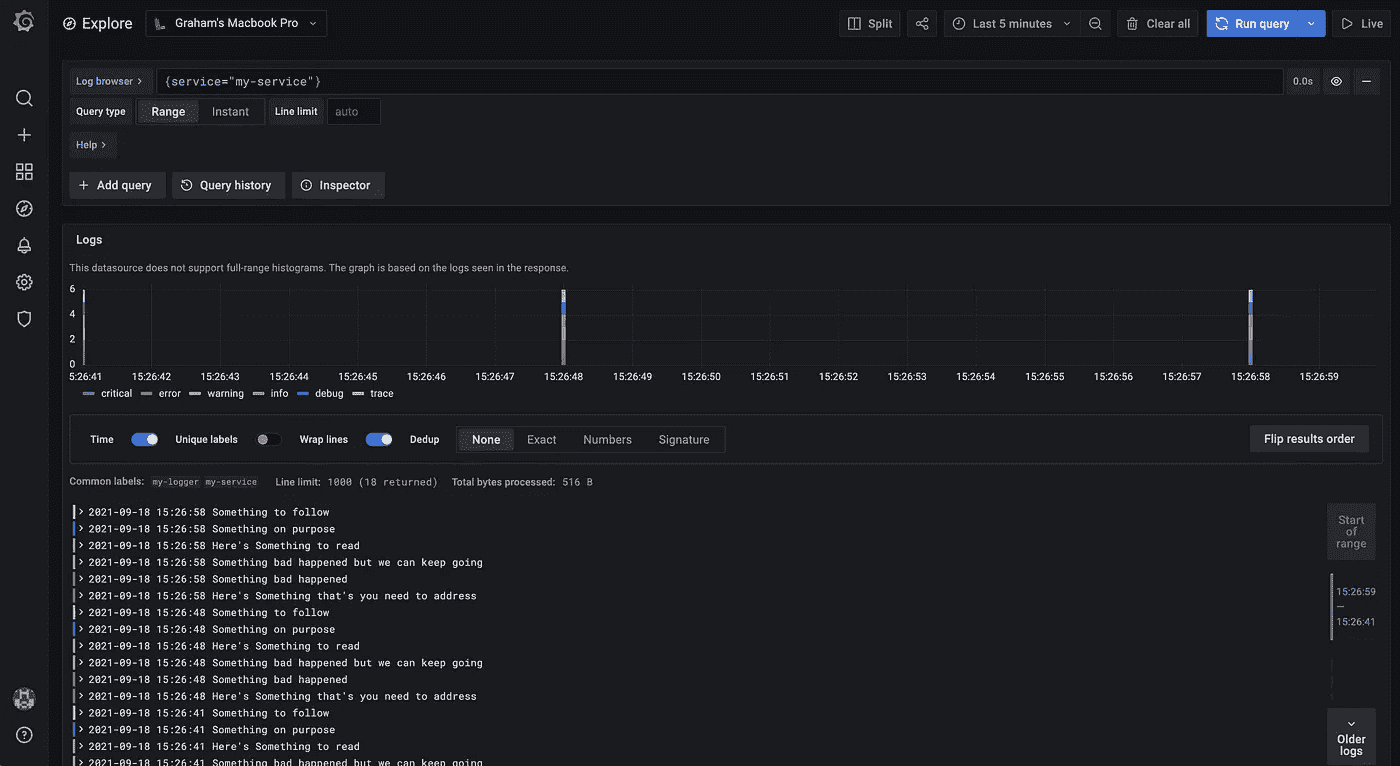 Explore Graham's Macbook Pro Split Last 5 minutes Clear all Run query Live
Log browser > {service="my-service"} 0.0s
Query type Range Instant Line limit auto
Help >
+ Add query Query history Inspector
Logs
This datasource does not support full-range histograms. The graph is based on the logs seen in the response.
6
4
2
0
5:26:41 15:26:42 15:26:43 15:26:44 15:26:45 15:26:46 15:26:47 15:26:48 15:26:49 15:26:50 15:26:51 15:26:52 15:26:53 15:26:54 15:26:55 15:26:56 15:26:57 15:26:58 15:26:59
critical error warning info debug trace
Time Unique labels Wrap lines Dedup None Exact Numbers Signature Flip results order
Common labels: my-logger my-service Line limit: 1000 (18 returned) Total bytes processed: 516 B
> 2021-09-18 15:26:58 Something to follow
> 2021-09-18 15:26:58 Something on purpose
> 2021-09-18 15:26:58 Here's Something to read
> 2021-09-18 15:26:58 Something bad happened but we can keep going
> 2021-09-18 15:26:58 Something bad happened
> 2021-09-18 15:26:58 Here's Something that's you need to address
> 2021-09-18 15:26:48 Something to follow
> 2021-09-18 15:26:48 Something on purpose
> 2021-09-18 15:26:48 Here's Something to read
> 2021-09-18 15:26:48 Something bad happened but we can keep going
> 2021-09-18 15:26:48 Something bad happened
> 2021-09-18 15:26:48 Here's Something that's you need to address
> 2021-09-18 15:26:41 Something to follow
> 2021-09-18 15:26:41 Something on purpose
> 2021-09-18 15:26:41 Here's Something to read
> 2021-09-18 15:26:41 Something bad happened but we can keep going
Start
of
range
15:26:59
—
15:26:41
Older
logs